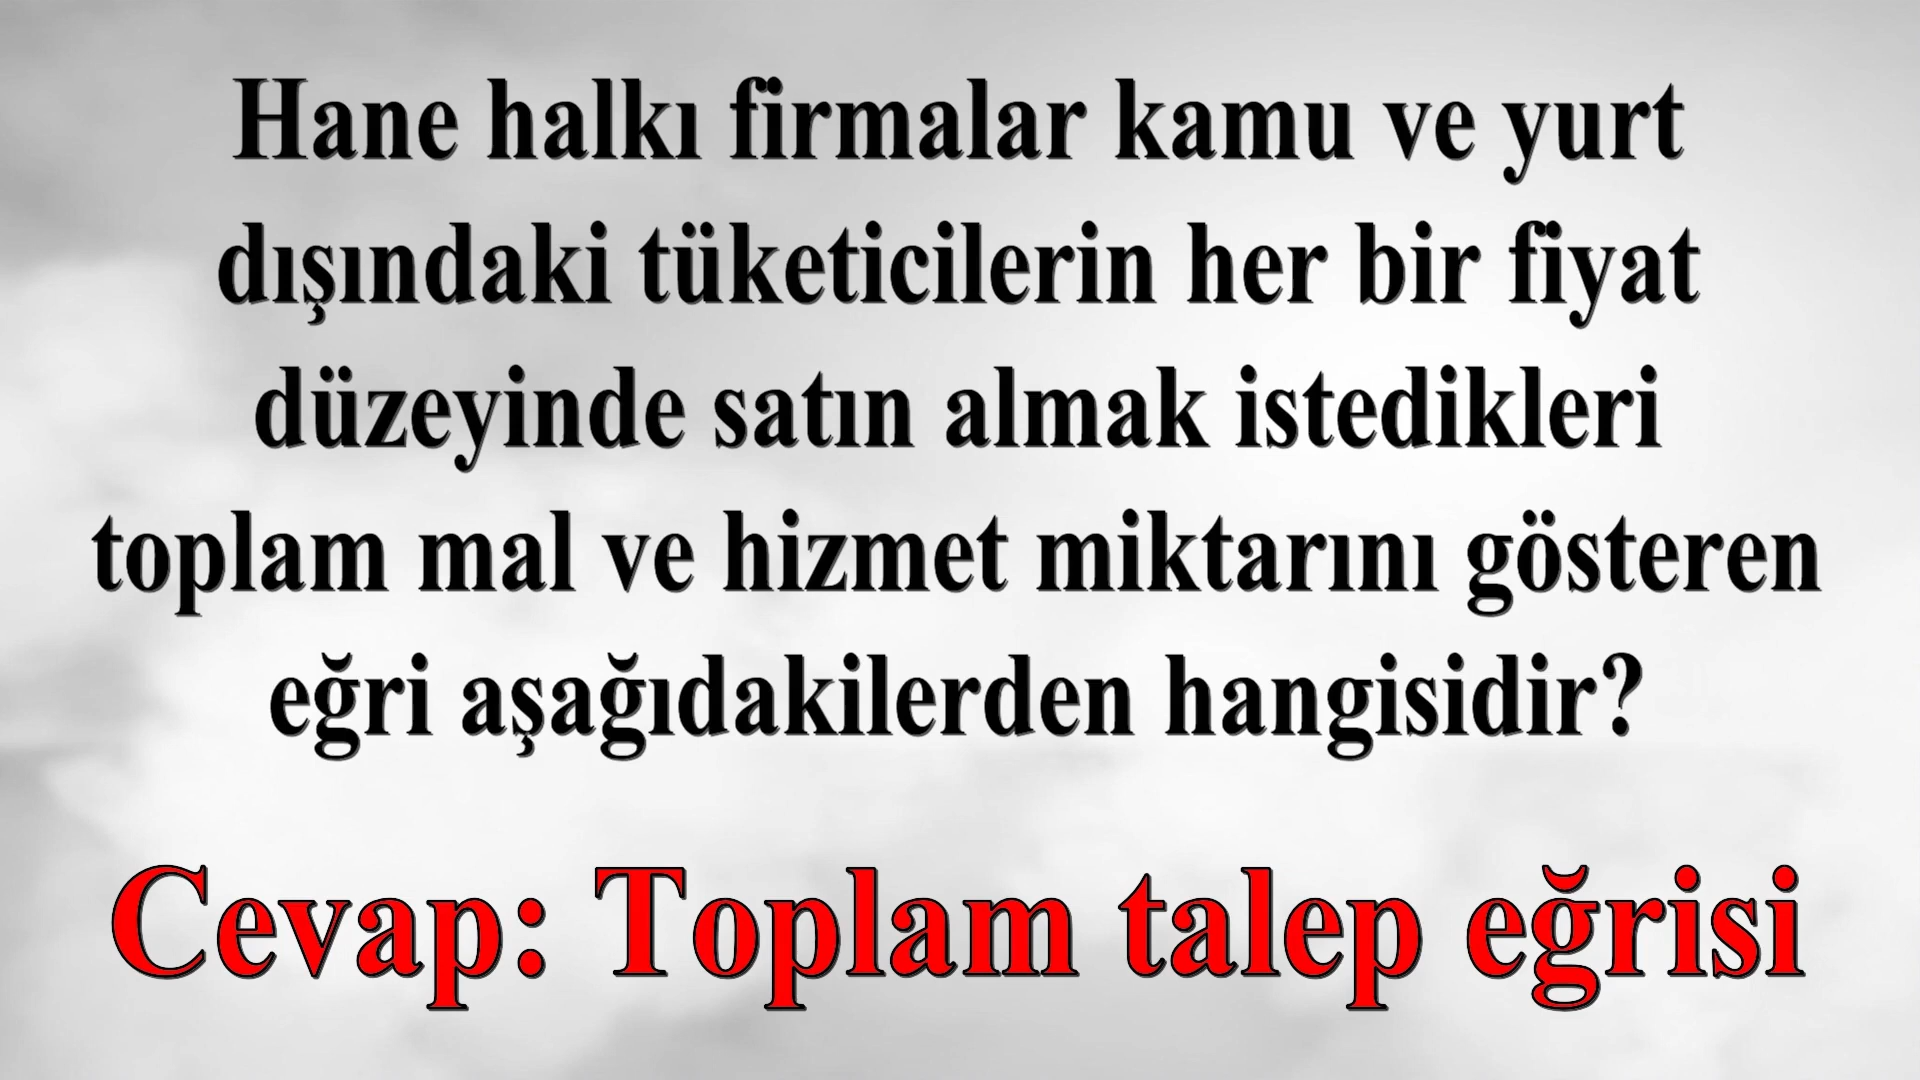 Hane halkı firmalar kamu ve yurt
dışındaki tüketicilerin her bir fiyat
düzeyinde satın almak istedikleri
toplam mal ve hizmet miktarını gösteren
eğri aşağıdakilerden hangisidir?
Cevap: Toplam talep eğrisi